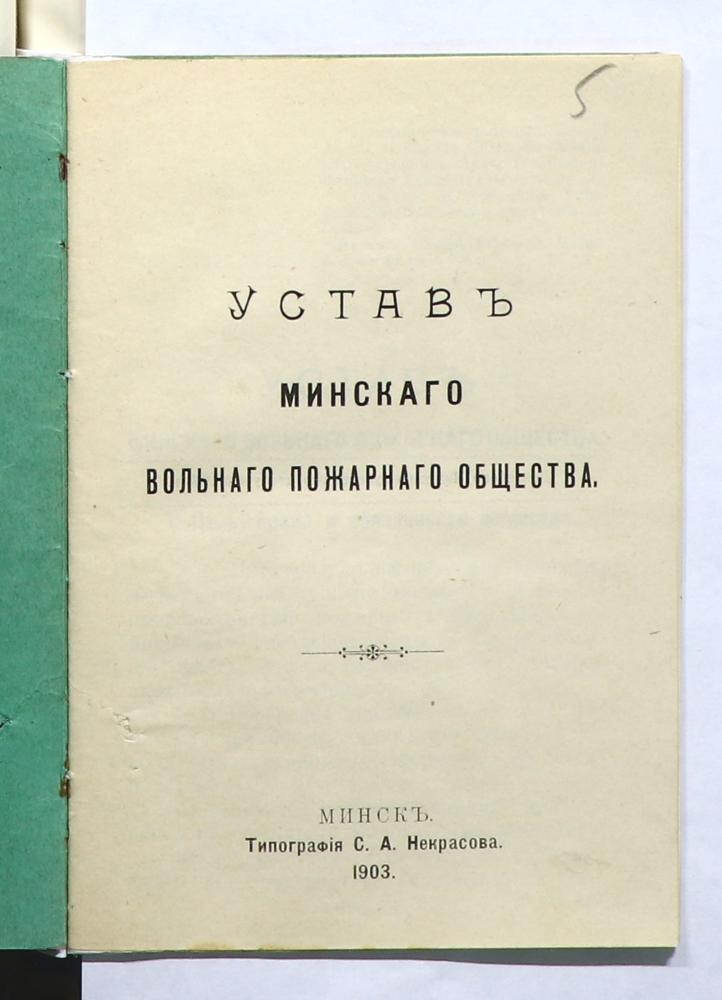 5
УСТАВЪ
МИНСКАГО
ВОЛЬНАГО ПОЖАРНАГО ОБЩЕСТВА.
МИНСКЪ.
Типографія С. А. Некрасова.
1903.